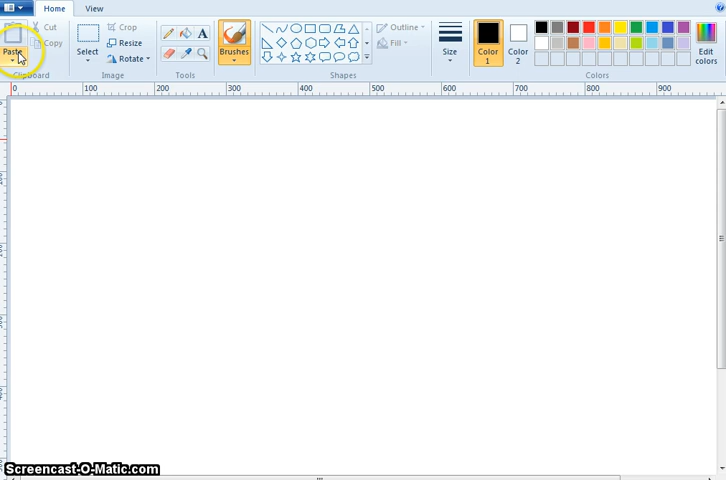 Home View
Paste Cut Copy
Clipboard
Select Crop Resize Rotate
Image
A
Tools
Brushes
Outline Fill
Shapes
Size
Color 1
Color 2
Edit colors
Colors
0 100 200 300 400 500 600 700 800 900
Screencast-O-Matic.com